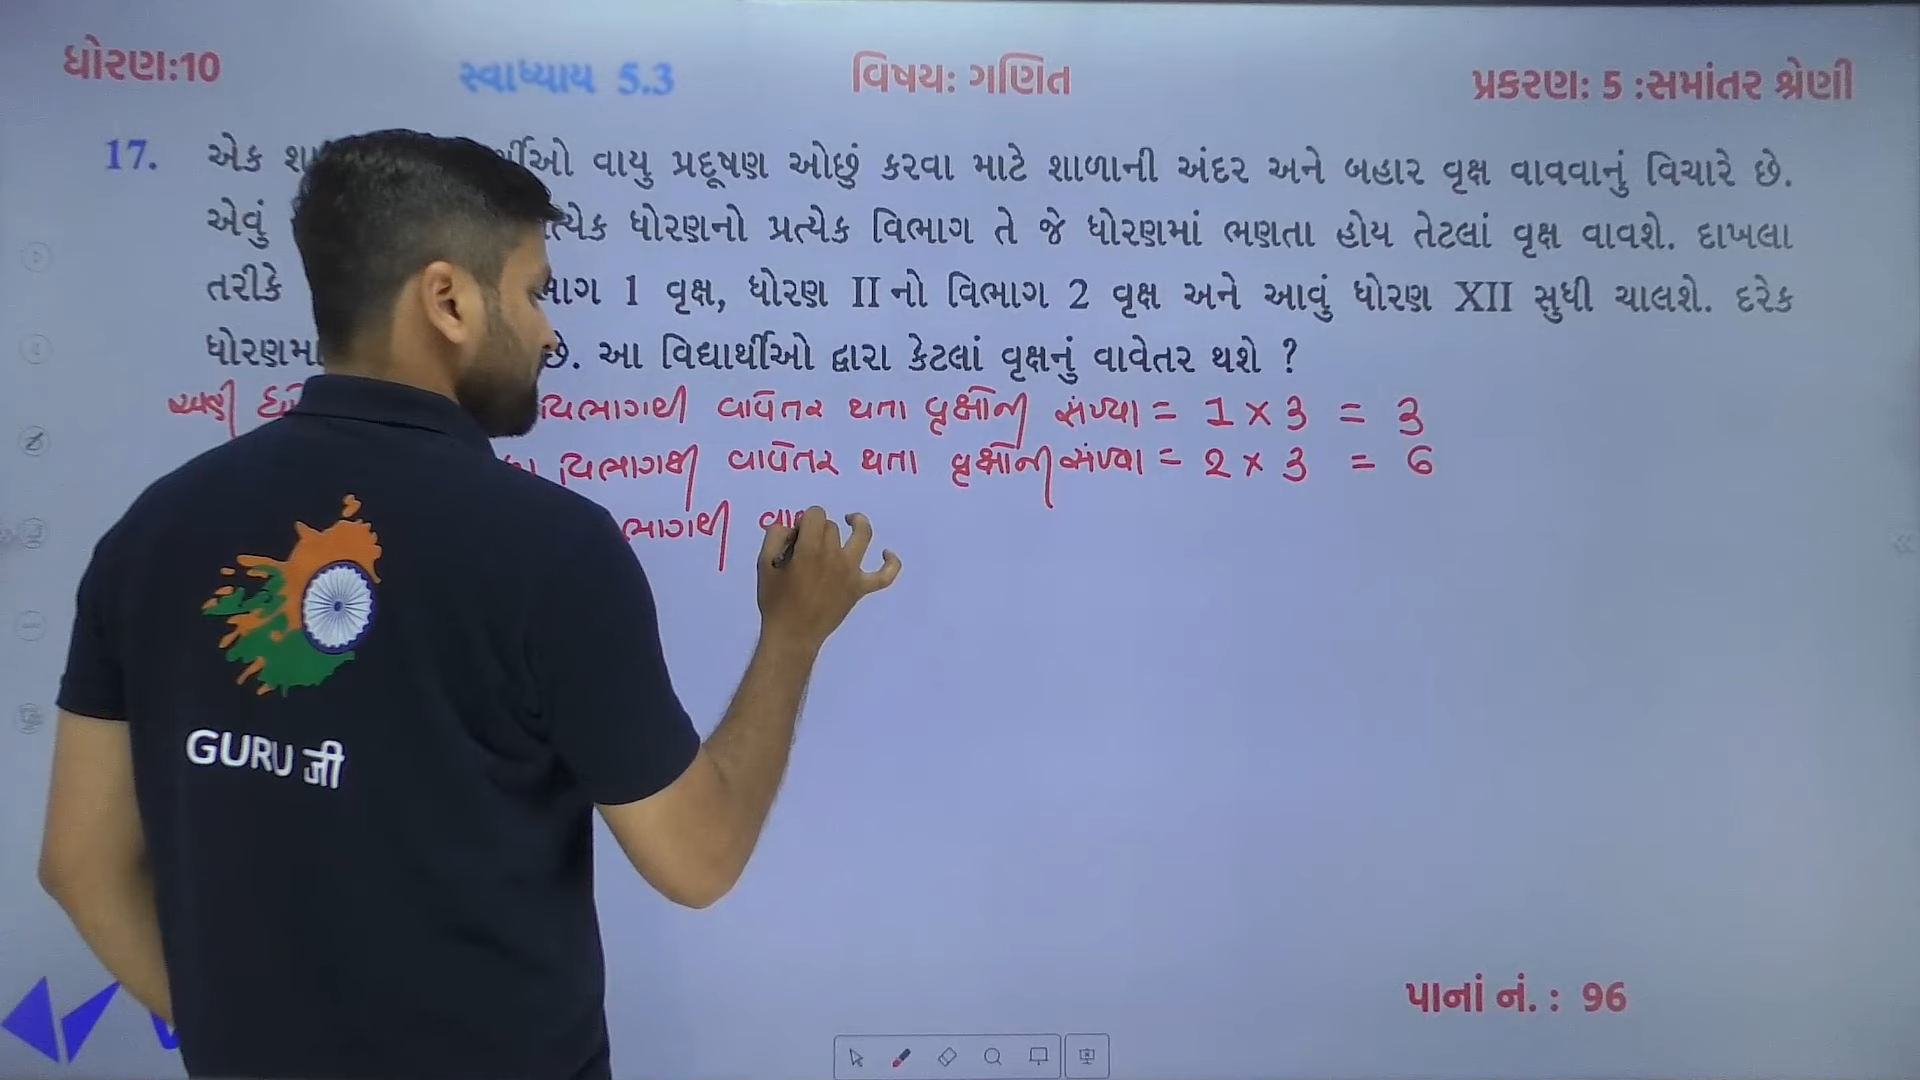 ધોરણ:10
સ્વાધ્યાય 5.3
વિષય: ગણિત
પ્રકરણ: 5 :સમાંતર શ્રેણી
17. એક વાયુ પ્રદૂષણ ઓછું કરવા માટે શાળાની અંદર અને બહાર વૃક્ષ વાવવાનું વિચારે છે.
એવું ધોરણનો પ્રત્યેક વિભાગ તે જે ધોરણમાં ભણતા હોય તેટલાં વૃક્ષ વાવશે. દાખલા
તરીકે 1 વૃક્ષ, ધોરણ II નો વિભાગ 2 વૃક્ષ અને આવું ધોરણ XII સુધી ચાલશે. દરેક
છે. આ વિદ્યાર્થીઓ દ્વારા કેટલાં વૃક્ષનું વાવેતર થશે ?
વિભાગથી વાવેતર થતા વૃક્ષોની સંખ્યા = 1 × 3 = 3
વિભાગથી વાવેતર થતા વૃક્ષોની સંખ્યા = 2 × 3 = 6
GURU जी
પાનાં નં. : 96